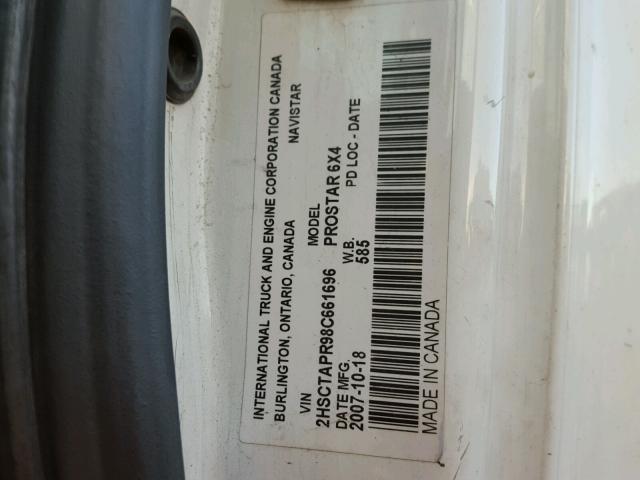 INTERNATIONAL TRUCK AND ENGINE CORPORATION CANADA
BURLINGTON, ONTARIO, CANADA NAVISTAR
VIN MODEL
2HSCTAPR98C661696 PROSTAR 6X4
DATE MFG. W.B. PD LOC - DATE
2007-10-18 585
MADE IN CANADA